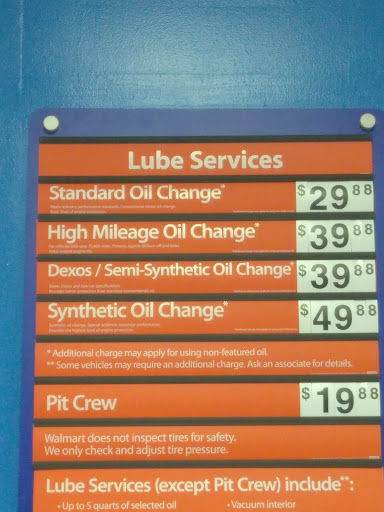 Lube Services
Standard Oil Change* $29.88
High Mileage Oil Change* $39.88
Dexos / Semi-Synthetic Oil Change* $39.88
Synthetic Oil Change* $49.88
* Additional charge may apply for using non-featured oil.
** Some vehicles may require an additional charge. Ask an associate for details.
Pit Crew $19.88
Walmart does not inspect tires for safety.
We only check and adjust tire pressure.
Lube Services (except Pit Crew) include**:
• Up to 5 quarts of selected oil • Vacuum interior